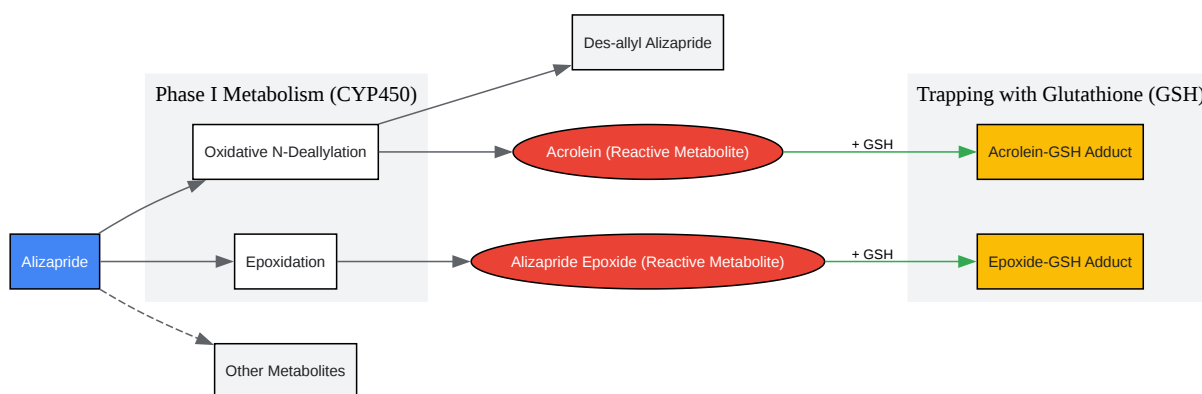 Des-allyl Alizapride
Phase I Metabolism (CYP450)
Trapping with Glutathione (GSH)
Oxidative N-Deallylation
Acrolein (Reactive Metabolite)
+ GSH
Acrolein-GSH Adduct
Alizapride
Epoxidation
Alizapride Epoxide (Reactive Metabolite)
+ GSH
Epoxide-GSH Adduct
Other Metabolites